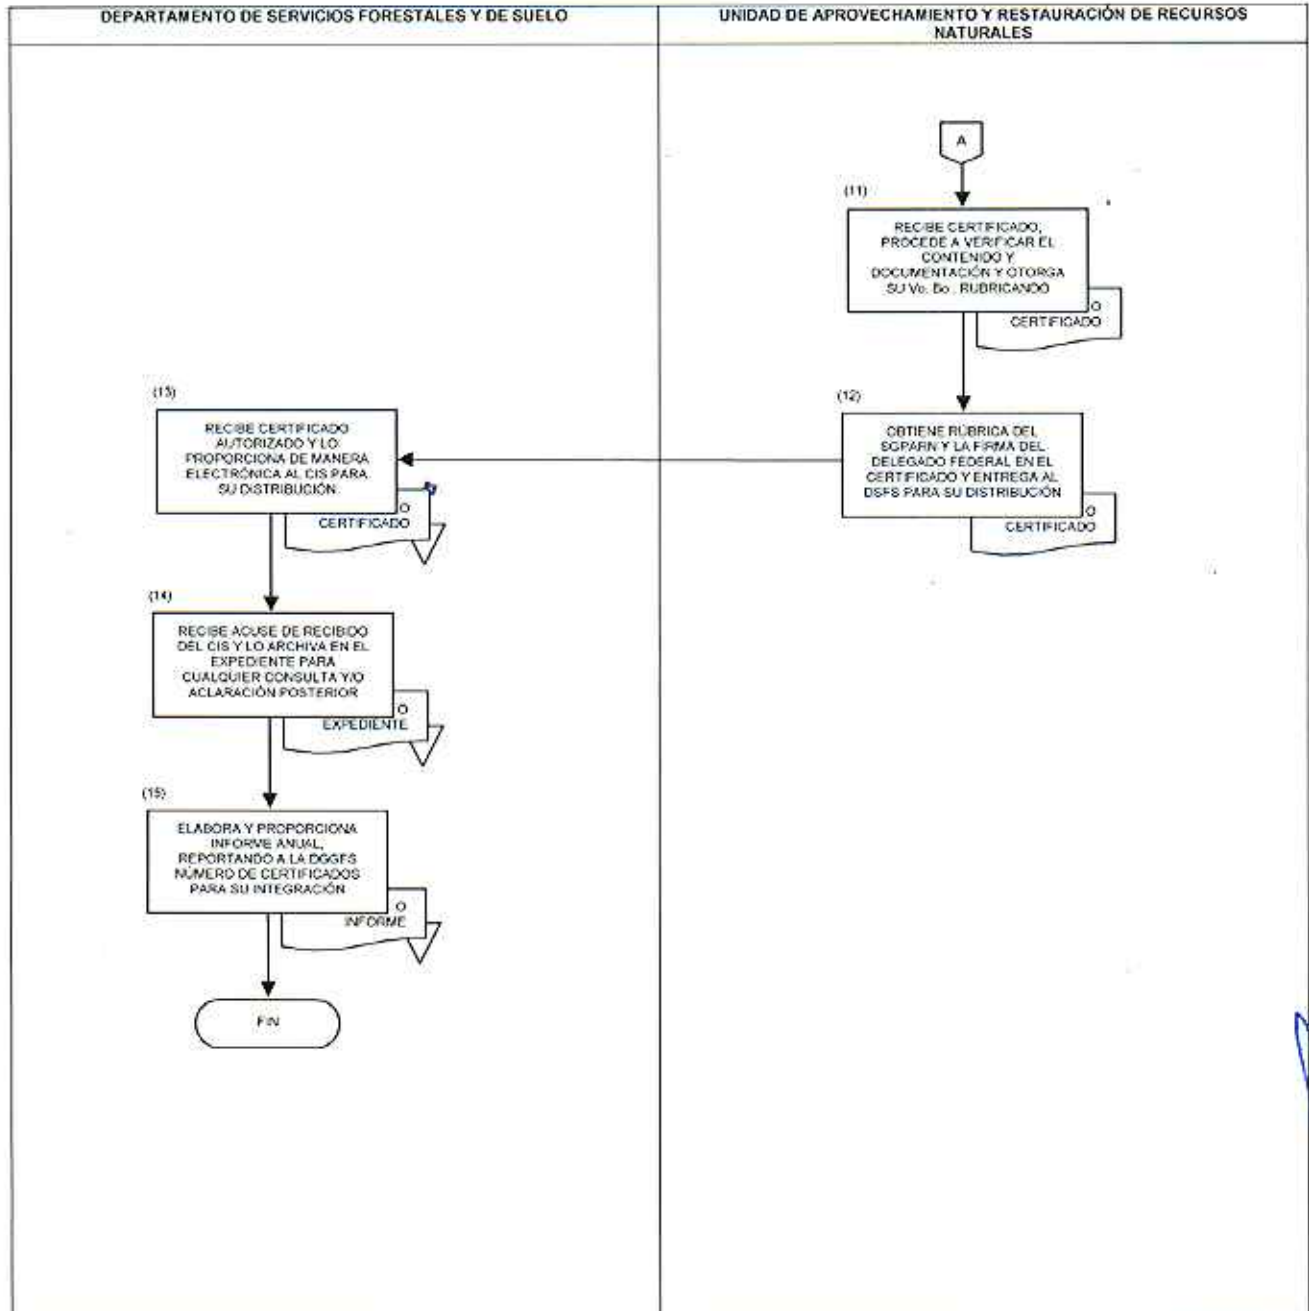 DEPARTAMENTO DE SERVICIOS FORESTALES Y DE SUELO
UNIDAD DE APROVECHAMIENTO Y RESTAURACIÓN DE RECURSOS
NATURALES
A
(11)
RECIBE CERTIFICADO,
PROCEDE A VERIFICAR EL
CONTENIDO Y
DOCUMENTACIÓN Y OTORGA
SU Vo. Bo., RUBRICANDO
O
CERTIFICADO
(12)
OBTIENE RÚBRICA DEL
SGPARN Y LA FIRMA DEL
DELEGADO FEDERAL EN EL
CERTIFICADO Y ENTREGA AL
DSFS PARA SU DISTRIBUCIÓN
O
CERTIFICADO
(13)
RECIBE CERTIFICADO
AUTORIZADO Y LO
PROPORCIONA DE MANERA
ELECTRÓNICA AL CIS PARA
SU DISTRIBUCIÓN.
O
CERTIFICADO
(14)
RECIBE ACUSE DE RECIBIDO
DEL CIS Y LO ARCHIVA EN EL
EXPEDIENTE PARA
CUALQUIER CONSULTA Y/O
ACLARACIÓN POSTERIOR
O
EXPEDIENTE
(15)
ELABORA Y PROPORCIONA
INFORME ANUAL,
REPORTANDO A LA DGGFS
NÚMERO DE CERTIFICADOS
PARA SU INTEGRACIÓN
O
INFORME
FIN